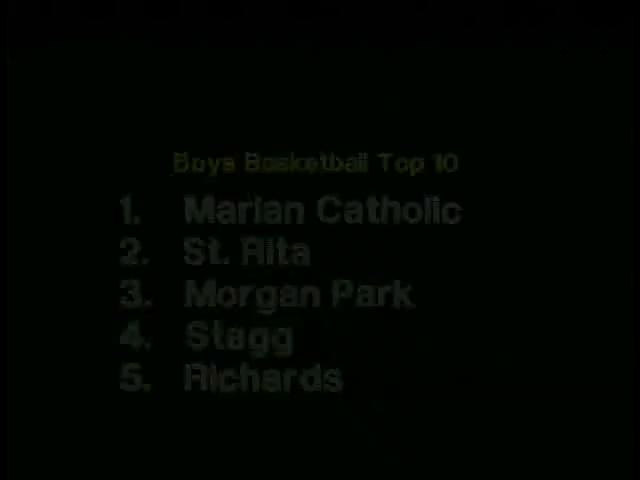 Boys Basketball Top 10
1. Marian Catholic
2. St. Rita
3. Morgan Park
4. Stagg
5. Richards